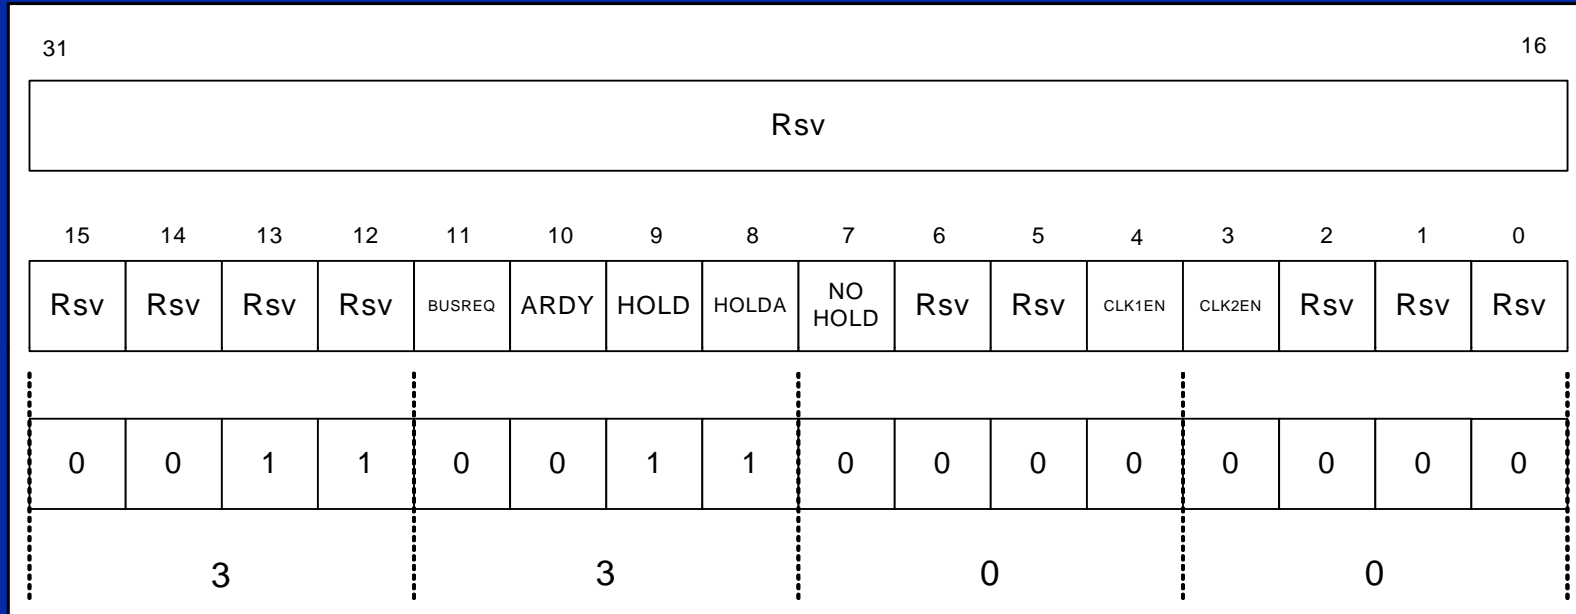 31 16
Rsv
15 14 13 12 11 10 9 8 7 6 5 4 3 2 1 0
Rsv Rsv Rsv Rsv BUSREQ ARDY HOLD HOLDA NO HOLD Rsv Rsv CLK1EN CLK2EN Rsv Rsv Rsv
0 0 1 1 0 0 1 1 0 0 0 0 0 0 0 0
3 3 0 0